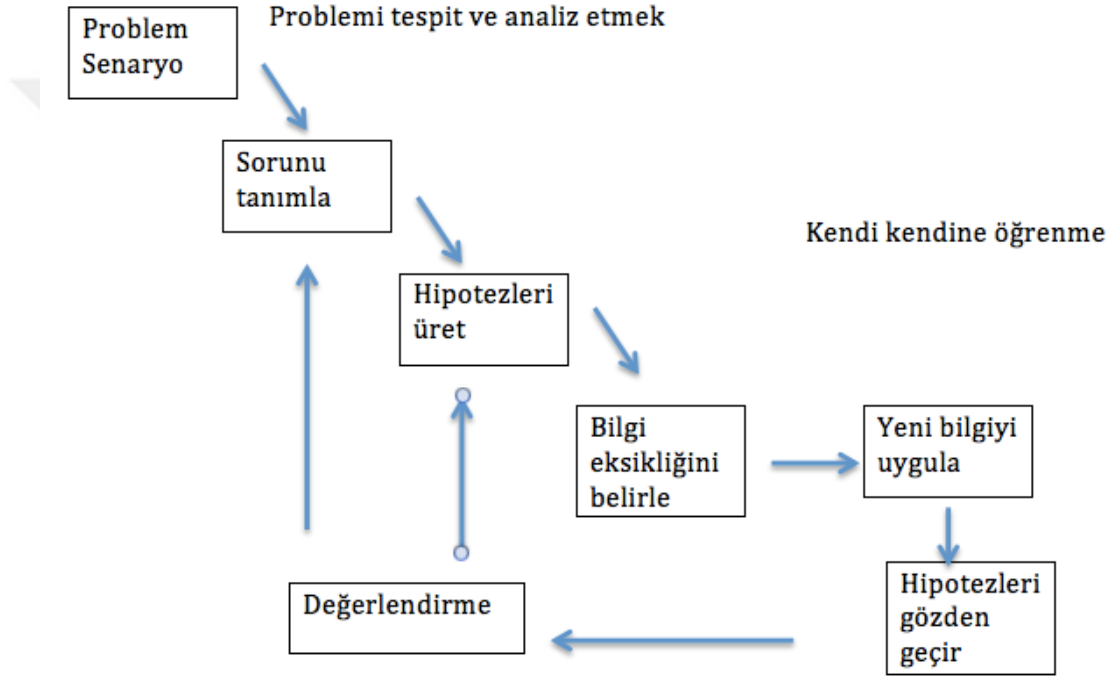 Problem
Senaryo
Problemi tespit ve analiz etmek
Sorunu
tanımla
Kendi kendine öğrenme
Hipotezleri
üret
Bilgi
eksikliğini
belirle
Yeni bilgiyi
uygula
Hipotezleri
gözden
geçir
Değerlendirme